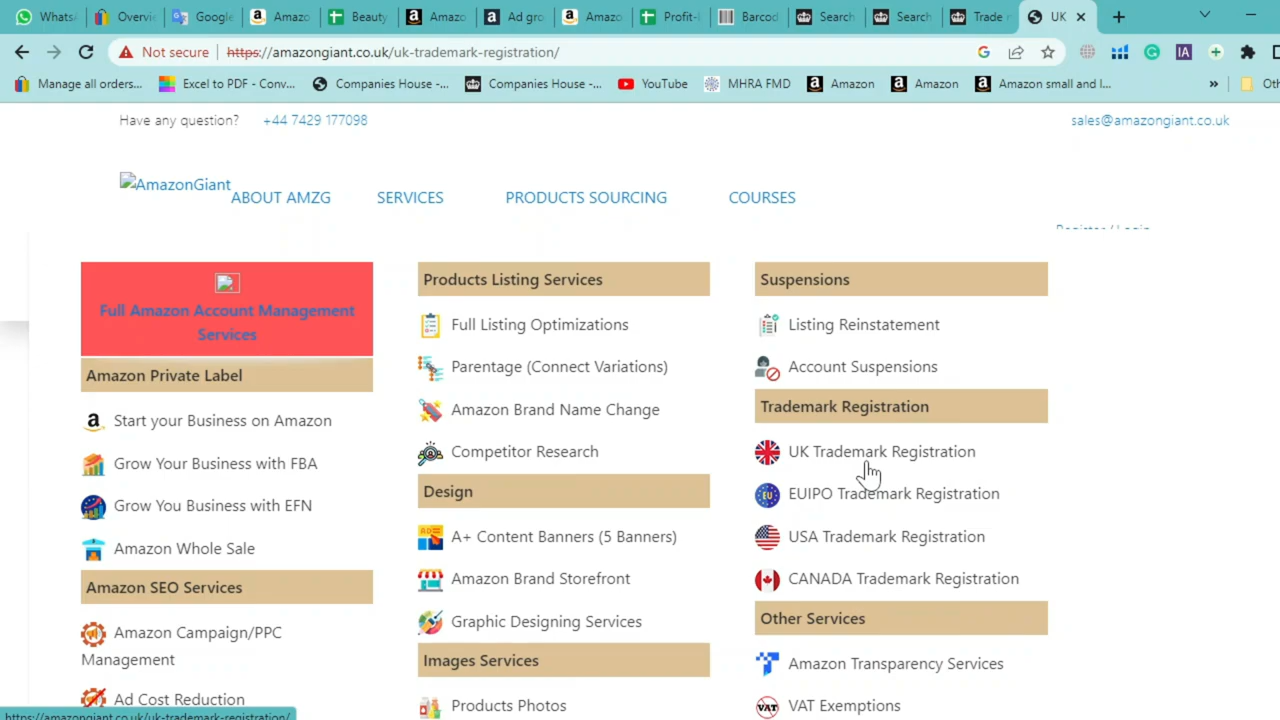 WhatsA
Overvie
Google
Amazo
Beauty
Amazo
Ad gro
Amazo
Profit-l
Barcod
Search
Search
Trade
UK
Not secure
https://amazongiant.co.uk/uk-trademark-registration/
IA
Manage all orders...
Excel to PDF - Conv...
Companies House -...
Companies House -...
YouTube
MHRA FMD
Amazon
Amazon
Amazon small and l...
»
Oth
Have any question?
+44 7429 177098
sales@amazongiant.co.uk
AmazonGiant
ABOUT AMZG
SERVICES
PRODUCTS SOURCING
COURSES
Register / Login
Full Amazon Account Management
Services
Amazon Private Label
Start your Business on Amazon
Grow Your Business with FBA
Grow You Business with EFN
Amazon Whole Sale
Amazon SEO Services
Amazon Campaign/PPC
Management
Ad Cost Reduction
Products Listing Services
Full Listing Optimizations
Parentage (Connect Variations)
Amazon Brand Name Change
Competitor Research
Design
A+ Content Banners (5 Banners)
Amazon Brand Storefront
Graphic Designing Services
Images Services
Products Photos
Suspensions
Listing Reinstatement
Account Suspensions
Trademark Registration
UK Trademark Registration
EUIPO Trademark Registration
USA Trademark Registration
CANADA Trademark Registration
Other Services
Amazon Transparency Services
VAT Exemptions
https://amazongiant.co.uk/uk-trademark-registration/